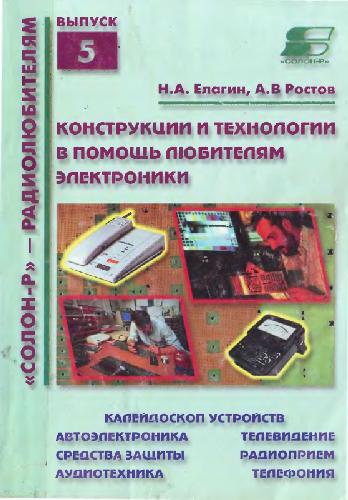 ВЫПУСК
5
«СОЛОН-Р»
Н.А. Елагин, А.В Ростов
КОНСТРУКЦИИ И ТЕХНОЛОГИИ
В ПОМОЩЬ ЛЮБИТЕЛЯМ
ЭЛЕКТРОНИКИ
«СОЛОН-Р» – РАДИОЛЮБИТЕЛЯМ
КАЛЕЙДОСКОП УСТРОЙСТВ
АВТОЭЛЕКТРОНИКА ТЕЛЕВИДЕНИЕ
СРЕДСТВА ЗАЩИТЫ РАДИОПРИЕМ
АУДИОТЕХНИКА ТЕЛЕФОНИЯ